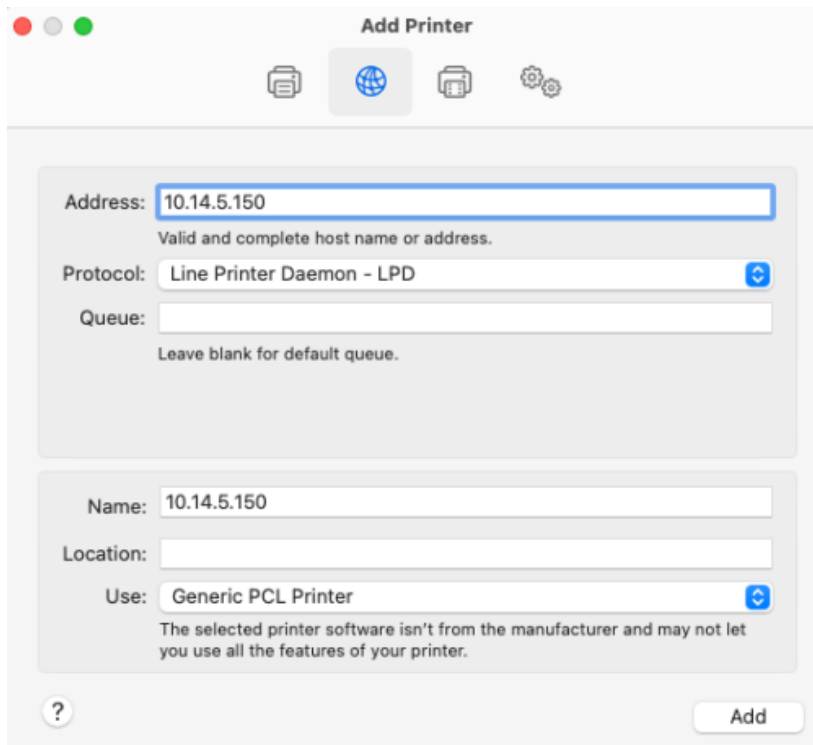 Add Printer
Address: 10.14.5.150
Valid and complete host name or address.
Protocol: Line Printer Daemon - LPD
Queue:
Leave blank for default queue.
Name: 10.14.5.150
Location:
Use: Generic PCL Printer
The selected printer software isn't from the manufacturer and may not let
you use all the features of your printer.
?
Add